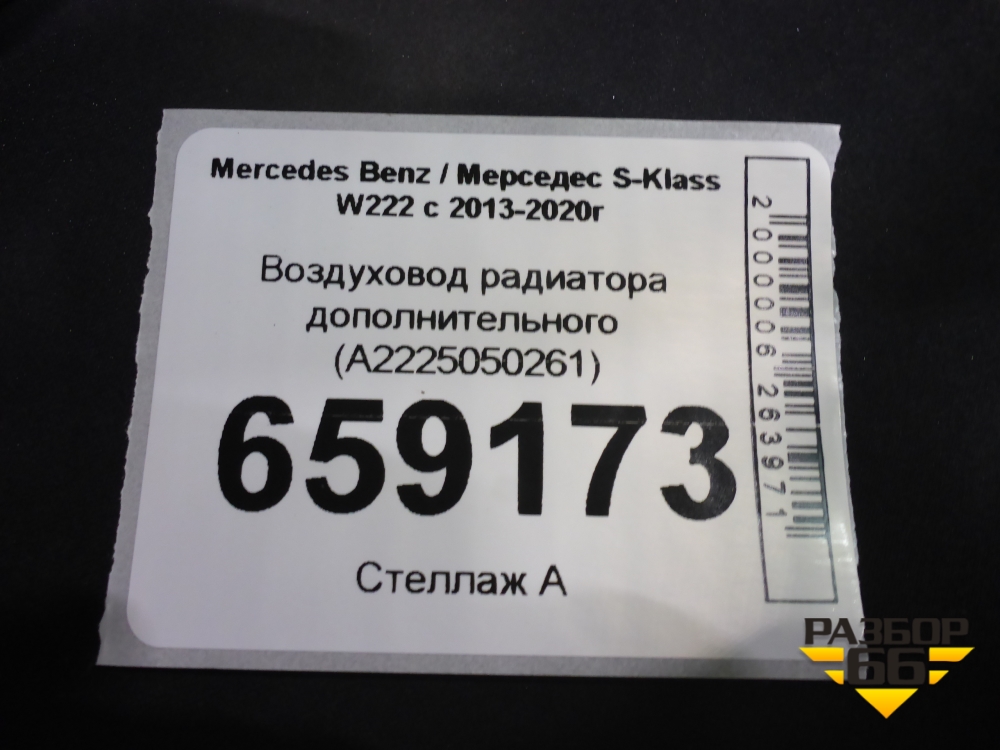 Mercedes Benz / Мерседес S-Klass
W222 с 2013-2020г
Воздуховод радиатора
дополнительного
(A2225050261)
659173
Стеллаж А
2000006263971
РАЗБОР
66